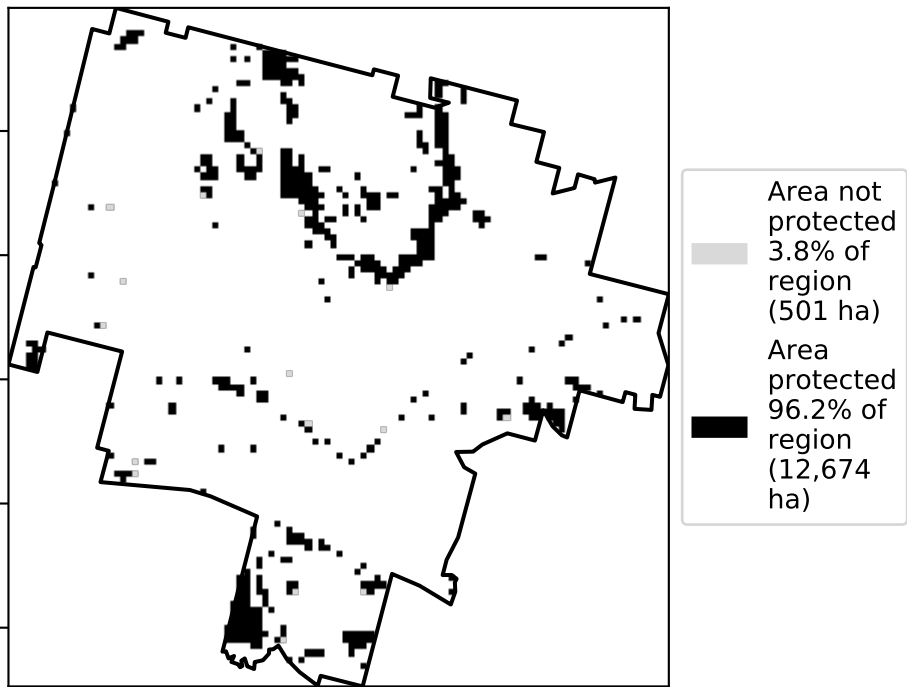 Area not
protected
3.8% of
region
(501 ha)
Area
protected
96.2% of
region
(12,674
ha)